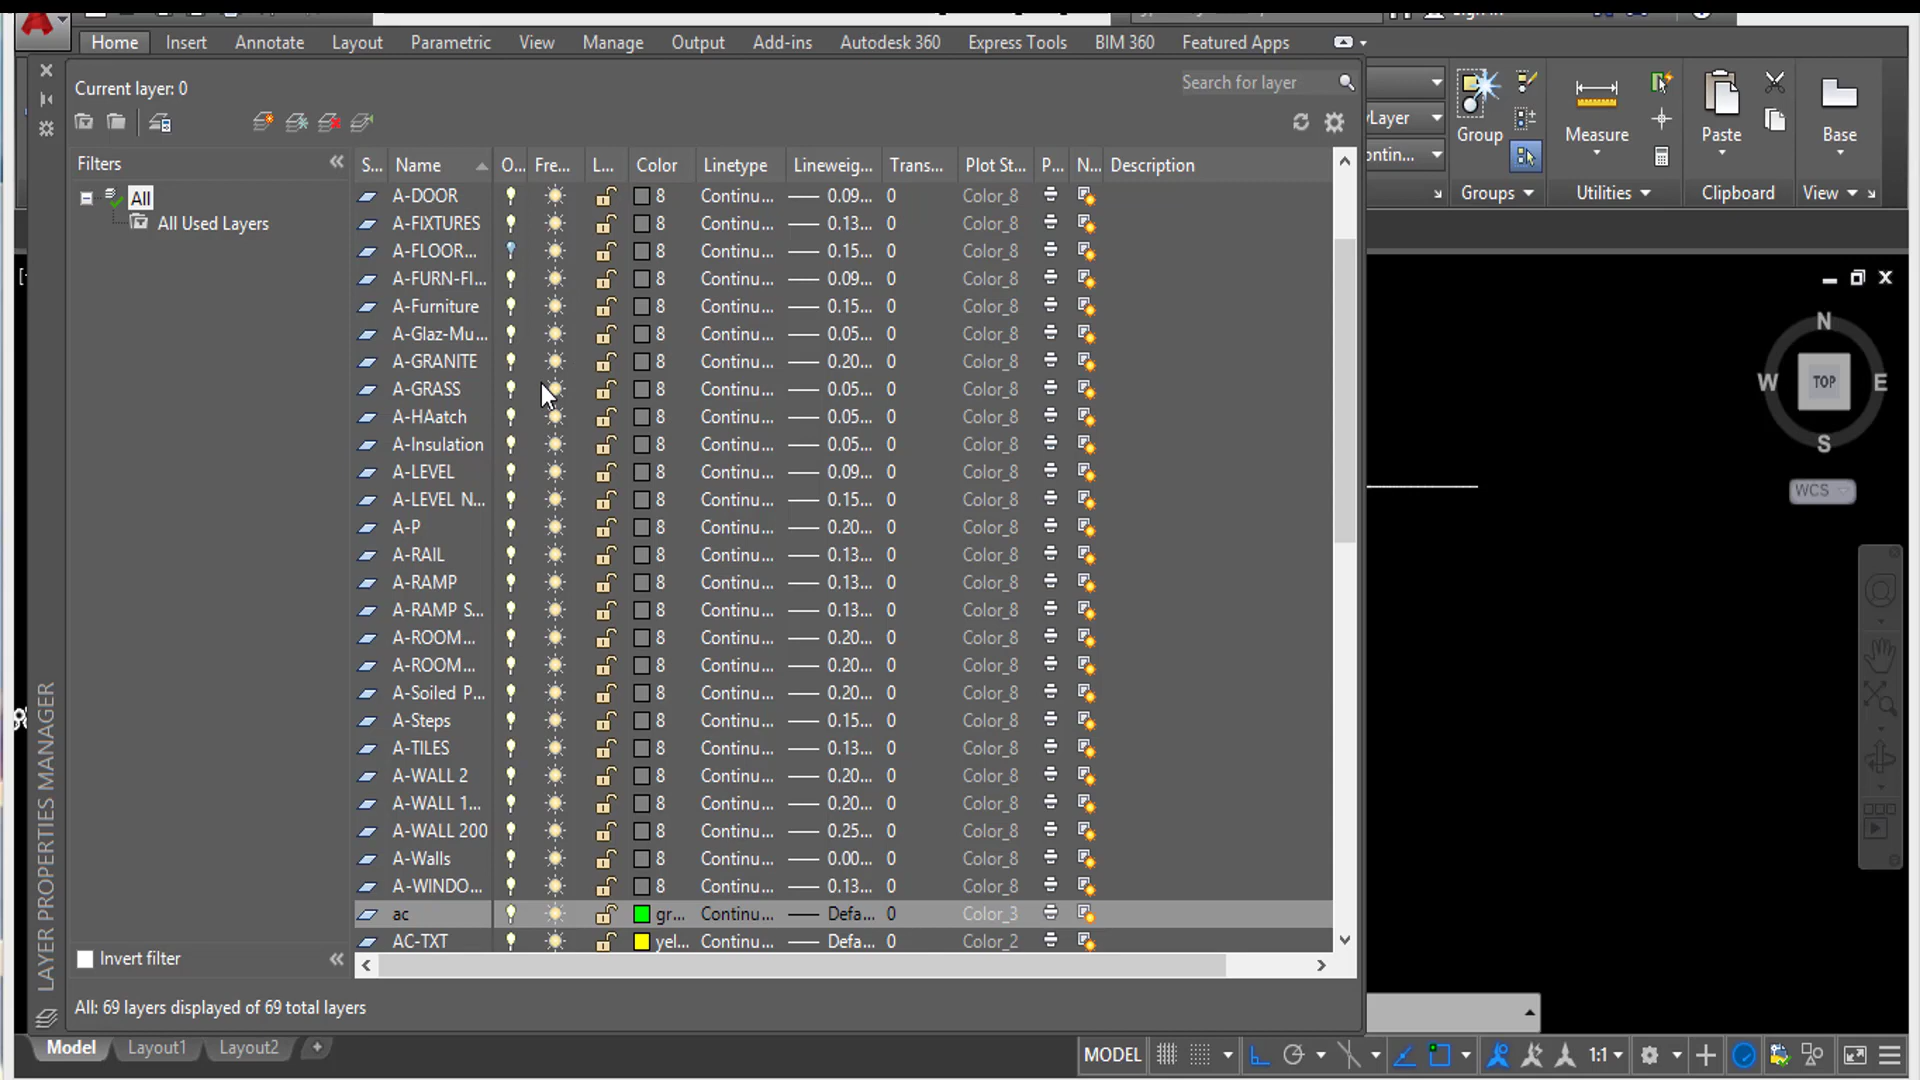 Home Insert Annotate Layout Parametric View Manage Output Add-ins Autodesk 360 Express Tools BIM 360 Featured Apps
Current layer: 0
Search for layer
Filters
All
All Used Layers
S... Name O... Fre... L... Color Linetype Lineweig... Trans... Plot St... P... N... Description
A-DOOR 8 Continu... 0.09... 0 Color_8
A-FIXTURES 8 Continu... 0.13... 0 Color_8
A-FLOOR... 8 Continu... 0.15... 0 Color_8
A-FURN-FI... 8 Continu... 0.09... 0 Color_8
A-Furniture 8 Continu... 0.15... 0 Color_8
A-Glaz-Mu... 8 Continu... 0.05... 0 Color_8
A-GRANITE 8 Continu... 0.20... 0 Color_8
A-GRASS 8 Continu... 0.05... 0 Color_8
A-HAatch 8 Continu... 0.05... 0 Color_8
A-Insulation 8 Continu... 0.05... 0 Color_8
A-LEVEL 8 Continu... 0.09... 0 Color_8
A-LEVEL N... 8 Continu... 0.15... 0 Color_8
A-P 8 Continu... 0.20... 0 Color_8
A-RAIL 8 Continu... 0.13... 0 Color_8
A-RAMP 8 Continu... 0.13... 0 Color_8
A-RAMP S... 8 Continu... 0.13... 0 Color_8
A-ROOM... 8 Continu... 0.20... 0 Color_8
A-ROOM... 8 Continu... 0.20... 0 Color_8
A-Soiled P... 8 Continu... 0.20... 0 Color_8
A-Steps 8 Continu... 0.15... 0 Color_8
A-TILES 8 Continu... 0.13... 0 Color_8
A-WALL 2 8 Continu... 0.20... 0 Color_8
A-WALL 1... 8 Continu... 0.20... 0 Color_8
A-WALL 200 8 Continu... 0.25... 0 Color_8
A-Walls 8 Continu... 0.00... 0 Color_8
A-WINDO... 8 Continu... 0.13... 0 Color_8
ac gr... Continu... Defa... 0 Color_3
AC-TXT yel... Continu... Defa... 0 Color_2
Invert filter
All: 69 layers displayed of 69 total layers
LAYER PROPERTIES MANAGER
yLayer
ontin...
Group
Measure
Paste
Base
Groups
Utilities
Clipboard
View
N
W TOP E
S
WCS
Model Layout1 Layout2
MODEL
1:1